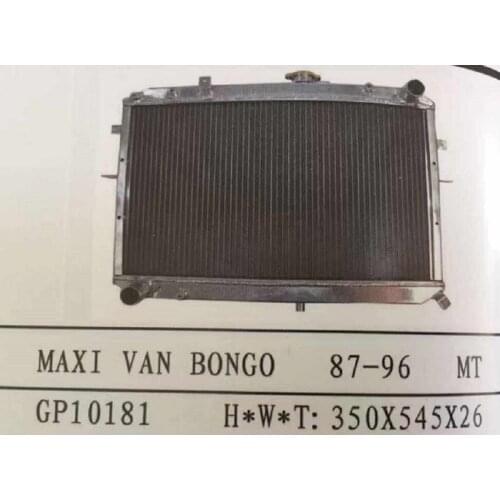 MAXI VAN BONGO 87-96 MT
GP10181 H*W*T: 350X545X26